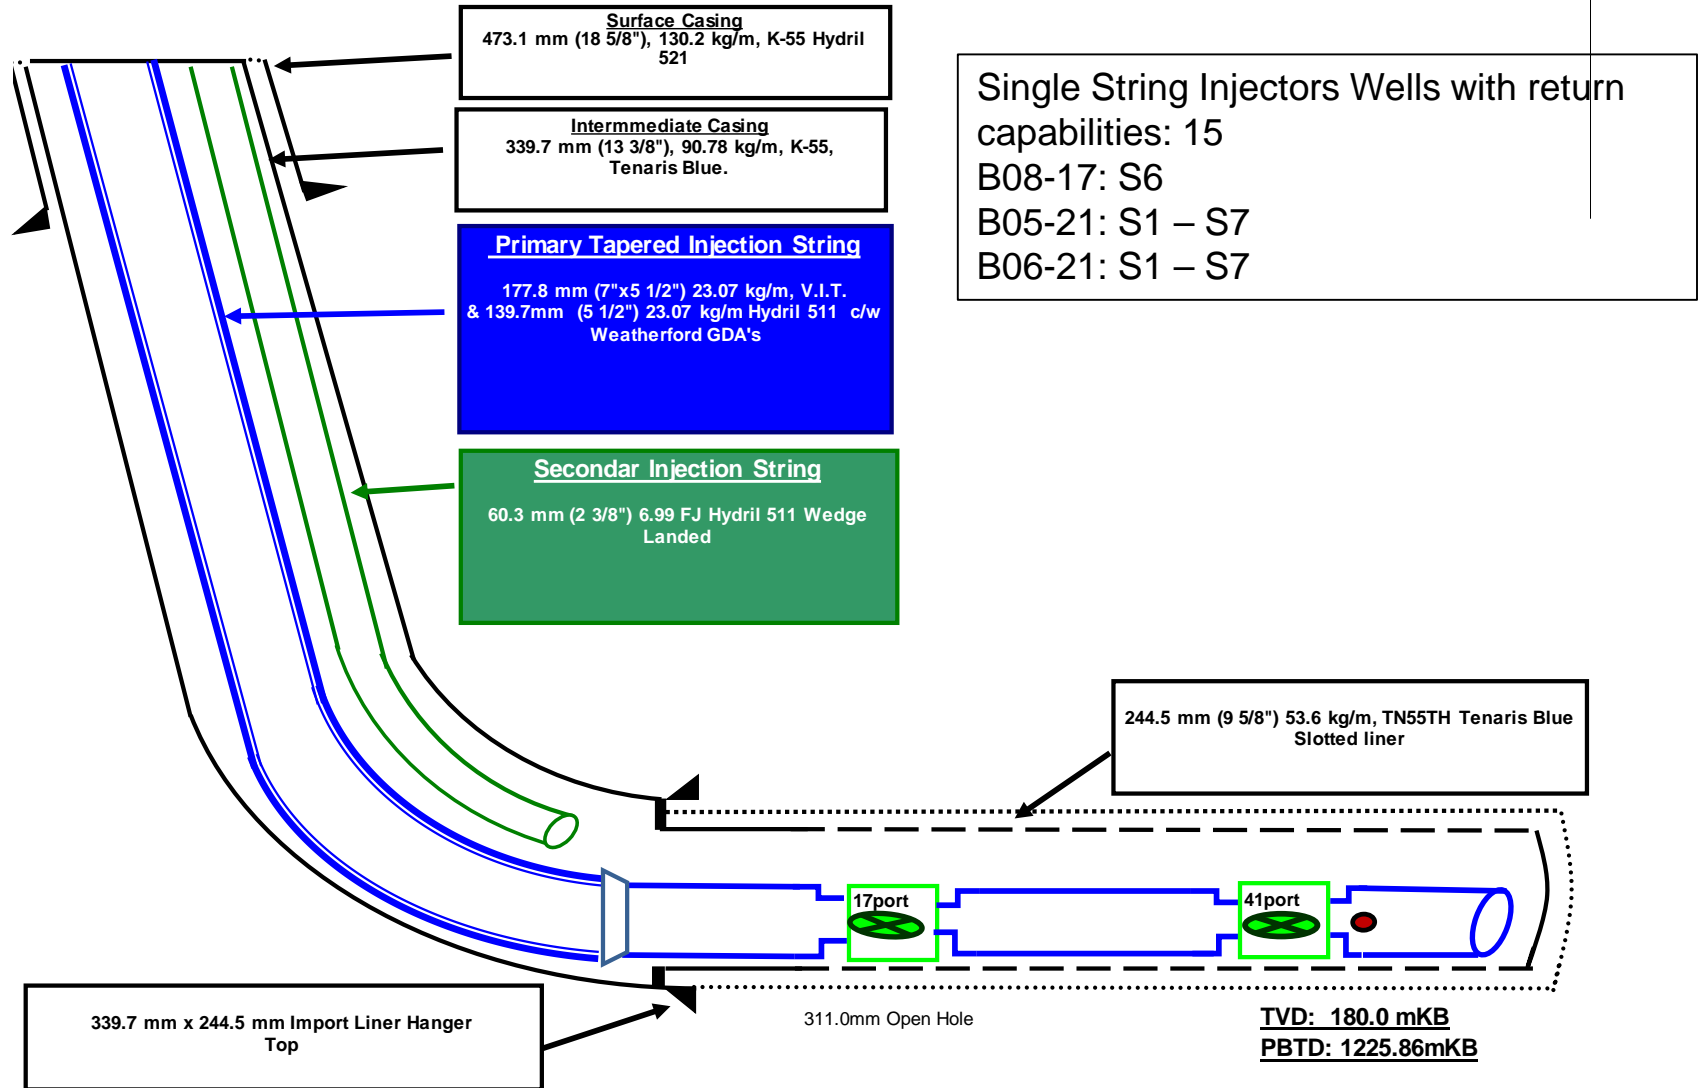 Surface Casing
473.1 mm (18 5/8"), 130.2 kg/m, K-55 Hydril
521
Intermmediate Casing
339.7 mm (13 3/8"), 90.78 kg/m, K-55,
Tenaris Blue.
Primary Tapered Injection String
177.8 mm (7"x5 1/2") 23.07 kg/m, V.I.T.
& 139.7mm (5 1/2") 23.07 kg/m Hydril 511 c/w
Weatherford GDA's
Secondar Injection String
60.3 mm (2 3/8") 6.99 FJ Hydril 511 Wedge
Landed
Single String Injectors Wells with return
capabilities: 15
B08-17: S6
B05-21: S1 – S7
B06-21: S1 – S7
244.5 mm (9 5/8") 53.6 kg/m, TN55TH Tenaris Blue
Slotted liner
17port
41port
339.7 mm x 244.5 mm Import Liner Hanger
Top
311.0mm Open Hole
TVD: 180.0 mKB
PBTD: 1225.86mKB